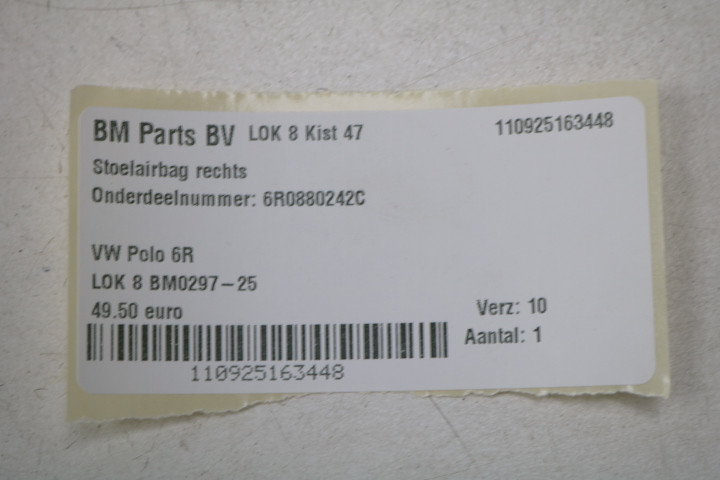 BM Parts BV LOK 8 Kist 47 110925163448
Stoelairbag rechts
Onderdeelnummer: 6R0880242C
VW Polo 6R
LOK 8 BM0297-25
49.50 euro
Verz: 10
Aantal: 1
110925163448